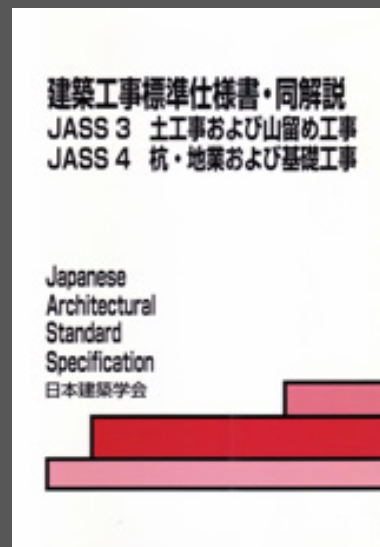 建築工事標準仕様書・同解説
JASS 3 土工事および山留め工事
JASS 4 杭・地業および基礎工事
Japanese
Architectural
Standard
Specification
日本建築学会